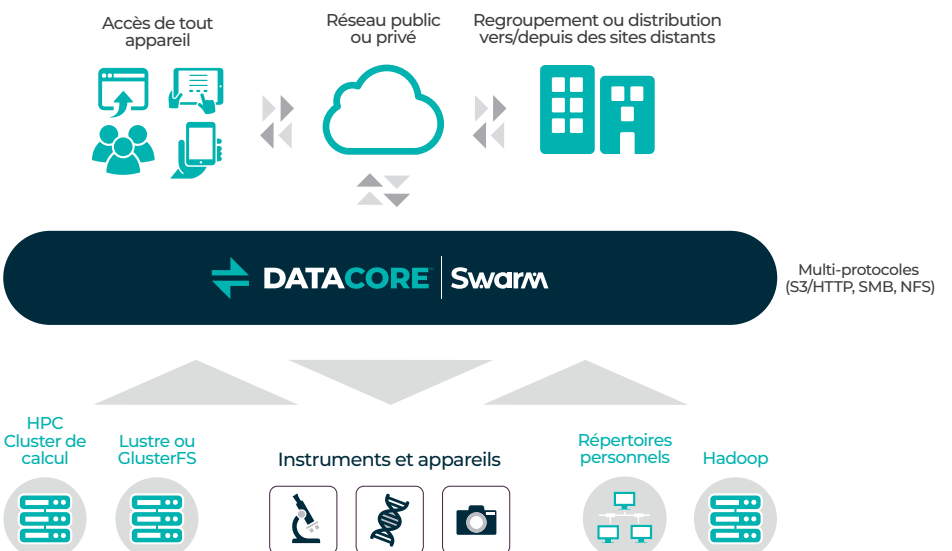 Accès de tout
appareil
Réseau public
ou privé
Regroupement ou distribution
vers/depuis des sites distants
DATACORE Swarm
Multi-protocoles
(S3/HTTP, SMB, NFS)
HPC
Cluster de
calcul
Lustre ou
GlusterFS
Instruments et appareils
Répertoires
personnels
Hadoop